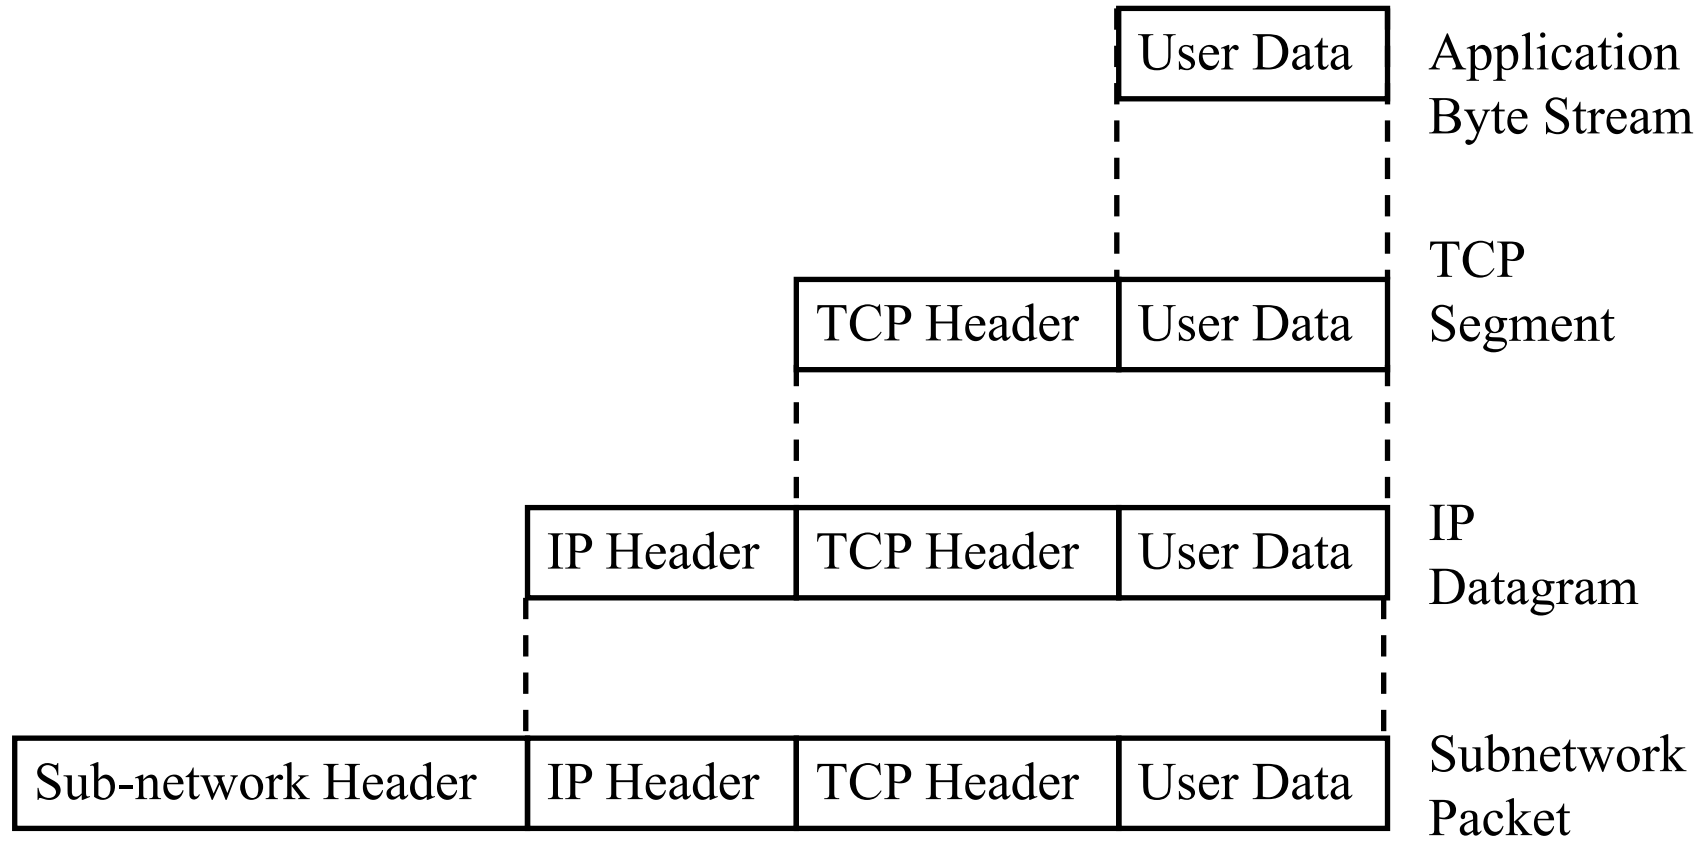 User Data
Application
Byte Stream
TCP Header
User Data
TCP
Segment
IP Header
TCP Header
User Data
IP
Datagram
Sub-network Header
IP Header
TCP Header
User Data
Subnetwork
Packet